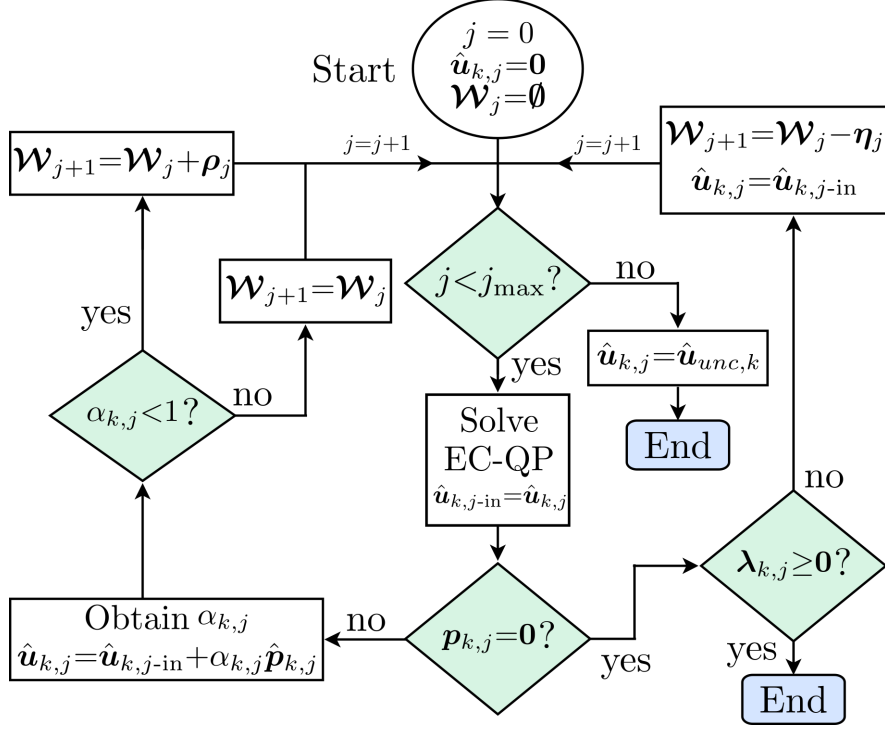 Start
j = 0
û_{k,j}=0
𝓦_j=∅
𝓦_{j+1}=𝓦_j+ρ_j
j=j+1
j=j+1
𝓦_{j+1}=𝓦_j−η_j
û_{k,j}=û_{k,j-in}
𝓦_{j+1}=𝓦_j
j<j_{max}?
no
yes
û_{k,j}=û_{unc,k}
End
yes
α_{k,j}<1?
no
Solve
EC-QP
û_{k,j-in}=û_{k,j}
no
λ_{k,j}≥0?
yes
End
Obtain α_{k,j}
û_{k,j}=û_{k,j-in}+α_{k,j}p̂_{k,j}
no
p_{k,j}=0?
yes